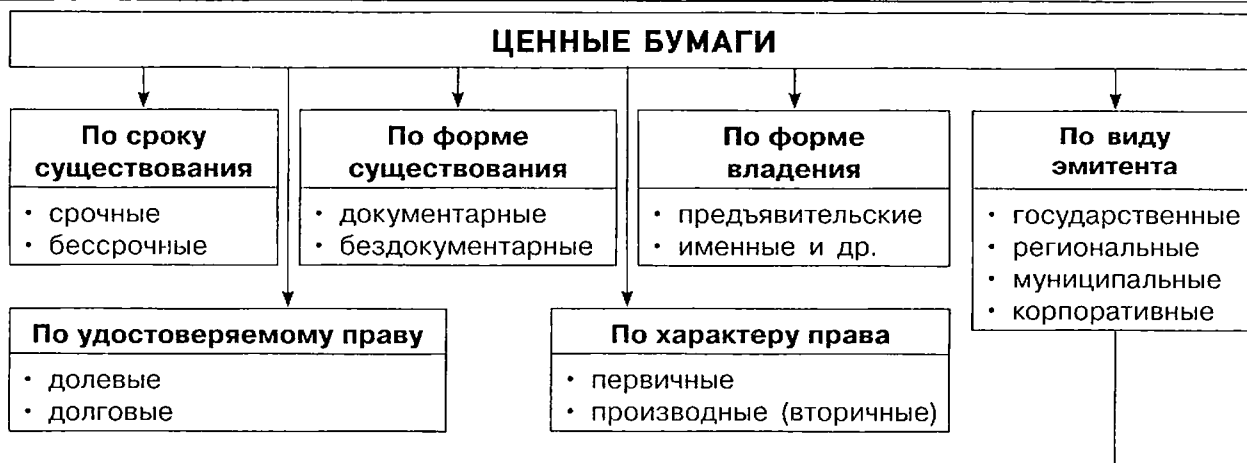 ЦЕННЫЕ БУМАГИ
По сроку
существования
• срочные
• бессрочные
По форме
существования
• документарные
• бездокументарные
По форме
владения
• предъявительские
• именные и др.
По виду
эмитента
• государственные
• региональные
• муниципальные
• корпоративные
По удостоверяемому праву
• долевые
• долговые
По характеру права
• первичные
• производные (вторичные)